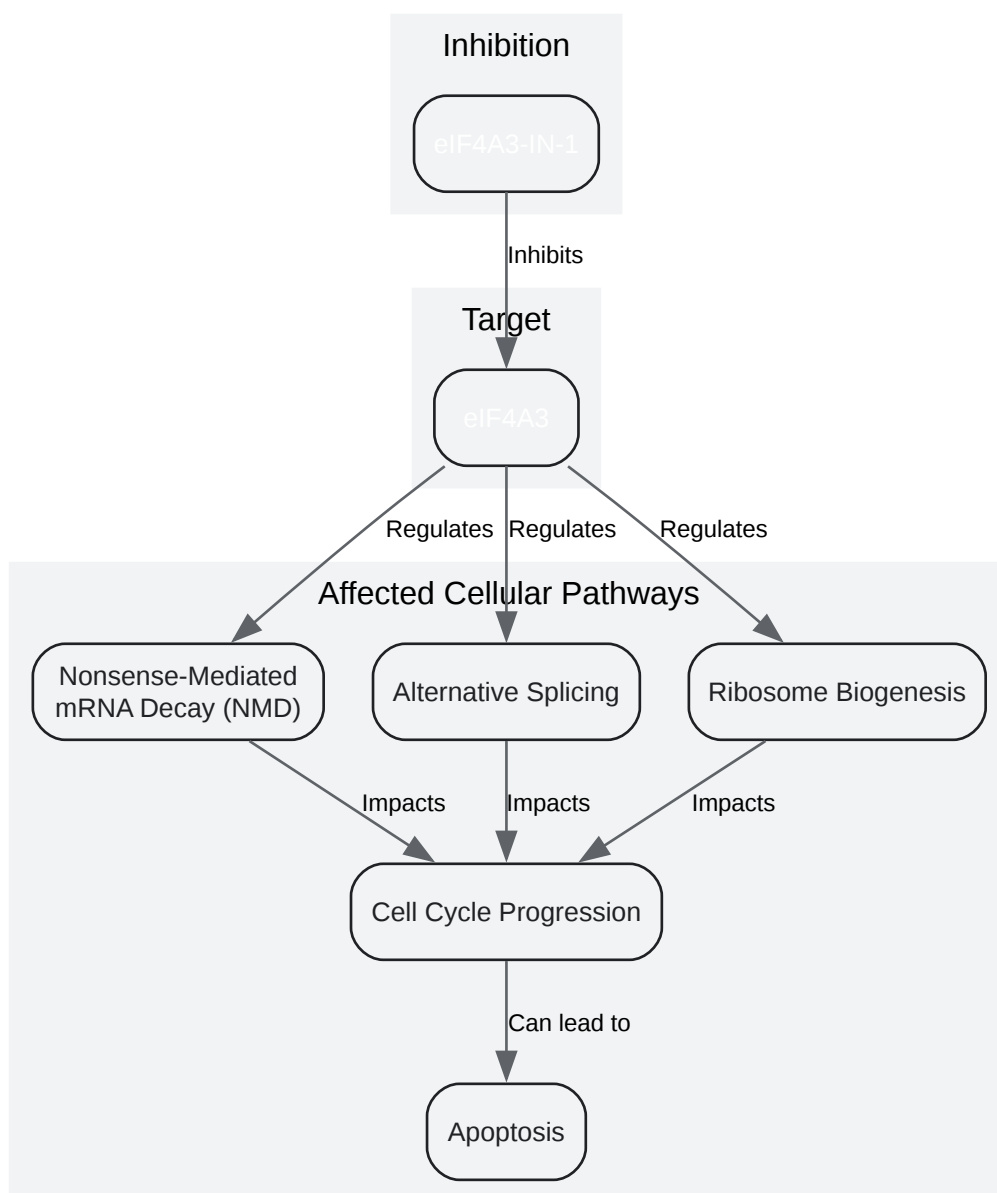 Inhibition
eIF4A3-IN-1
Inhibits
Target
eIF4A3
Regulates
Regulates
Regulates
Affected Cellular Pathways
Nonsense-Mediated
mRNA Decay (NMD)
Alternative Splicing
Ribosome Biogenesis
Impacts
Impacts
Impacts
Cell Cycle Progression
Can lead to
Apoptosis